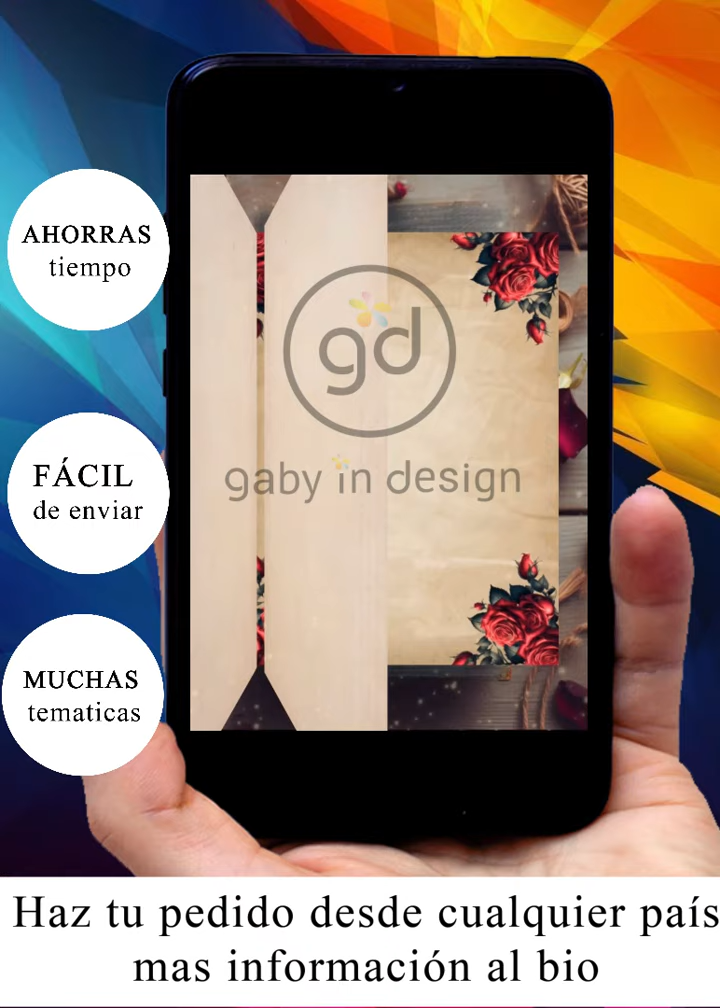 AHORRAS
tiempo
gd
gaby in design
FÁCIL
de enviar
MUCHAS
tematicas
Haz tu pedido desde cualquier país
mas información al bio